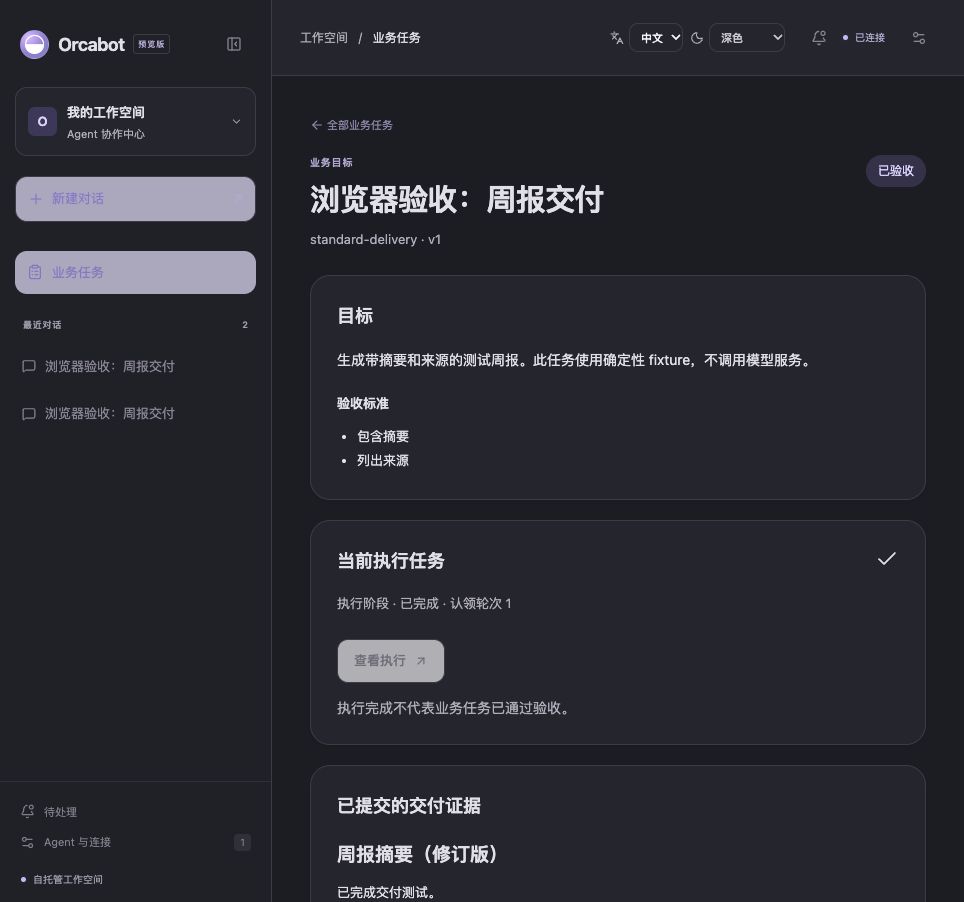 Orcabot 预览版
我的工作空间
Agent 协作中心
新建对话
业务任务
最近对话 2
浏览器验收：周报交付
浏览器验收：周报交付
待处理
Agent 与连接 1
自托管工作空间
工作空间 / 业务任务
中文 深色 已连接
← 全部业务任务
业务目标
浏览器验收：周报交付
已验收
standard-delivery · v1
目标
生成带摘要和来源的测试周报。此任务使用确定性 fixture，不调用模型服务。
验收标准
• 包含摘要
• 列出来源
当前执行任务
执行阶段 · 已完成 · 认领轮次 1
查看执行
执行完成不代表业务任务已通过验收。
已提交的交付证据
周报摘要（修订版）
已完成交付测试。